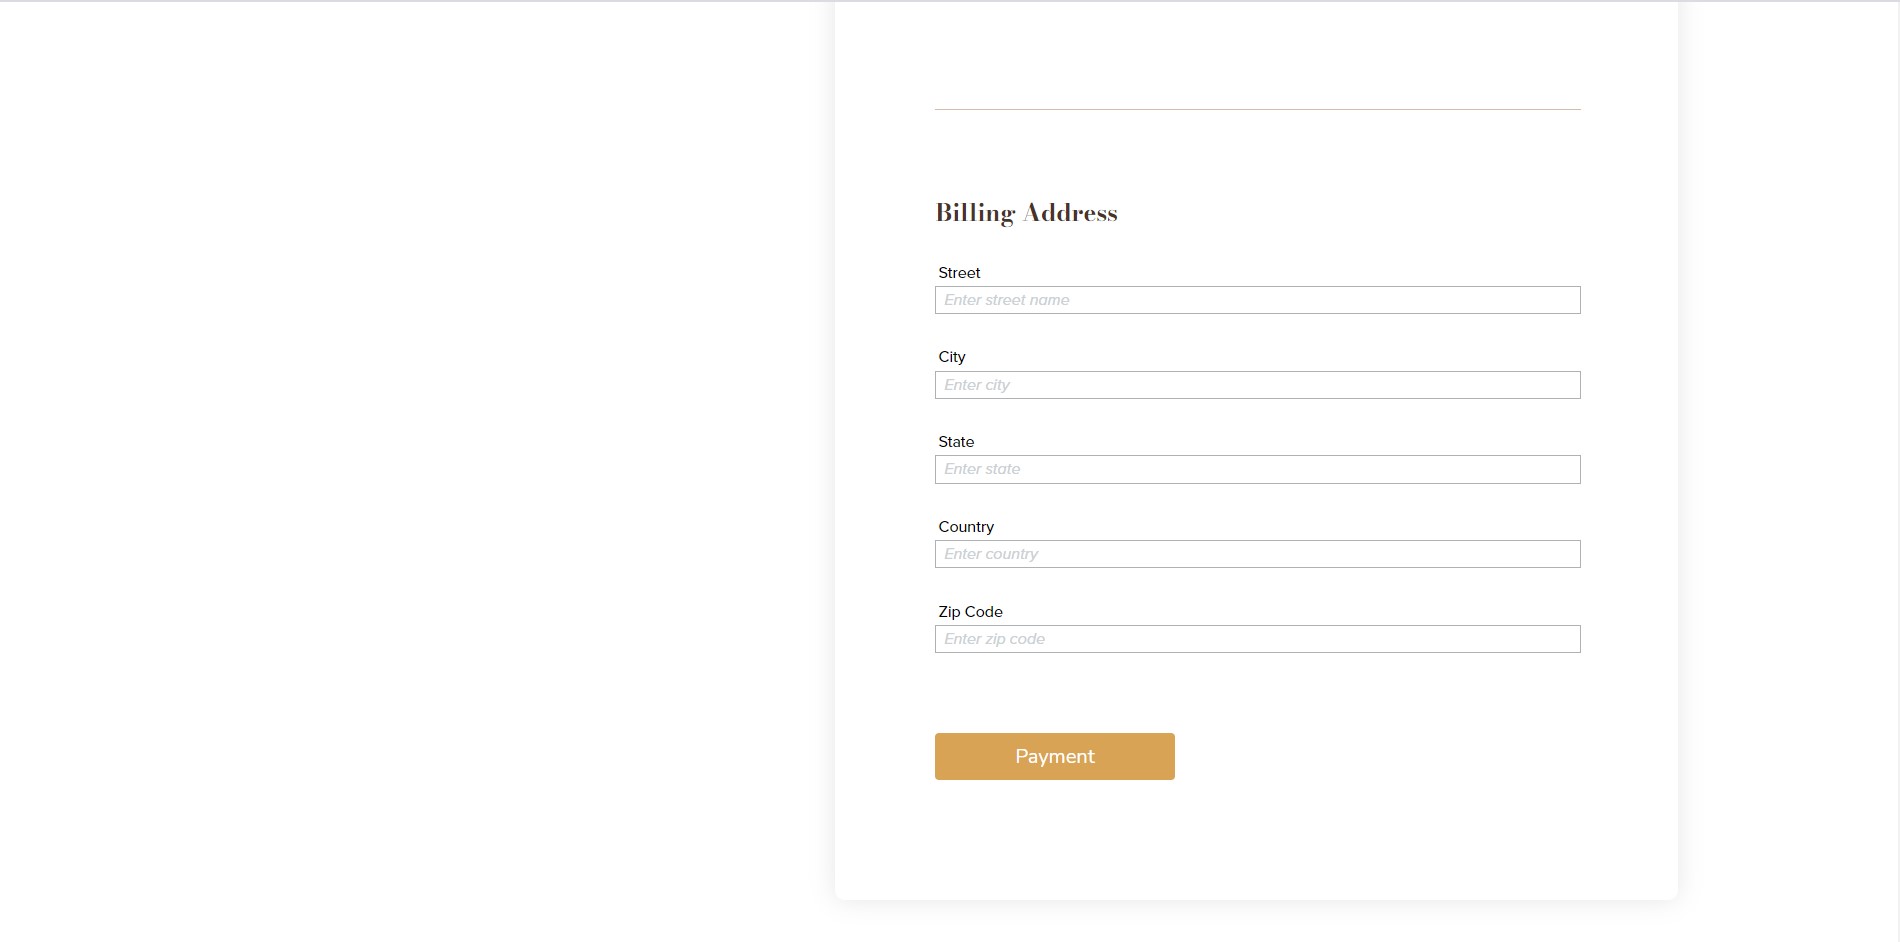 Billing Address
Street
Enter street name
City
Enter city
State
Enter state
Country
Enter country
Zip Code
Enter zip code
Payment